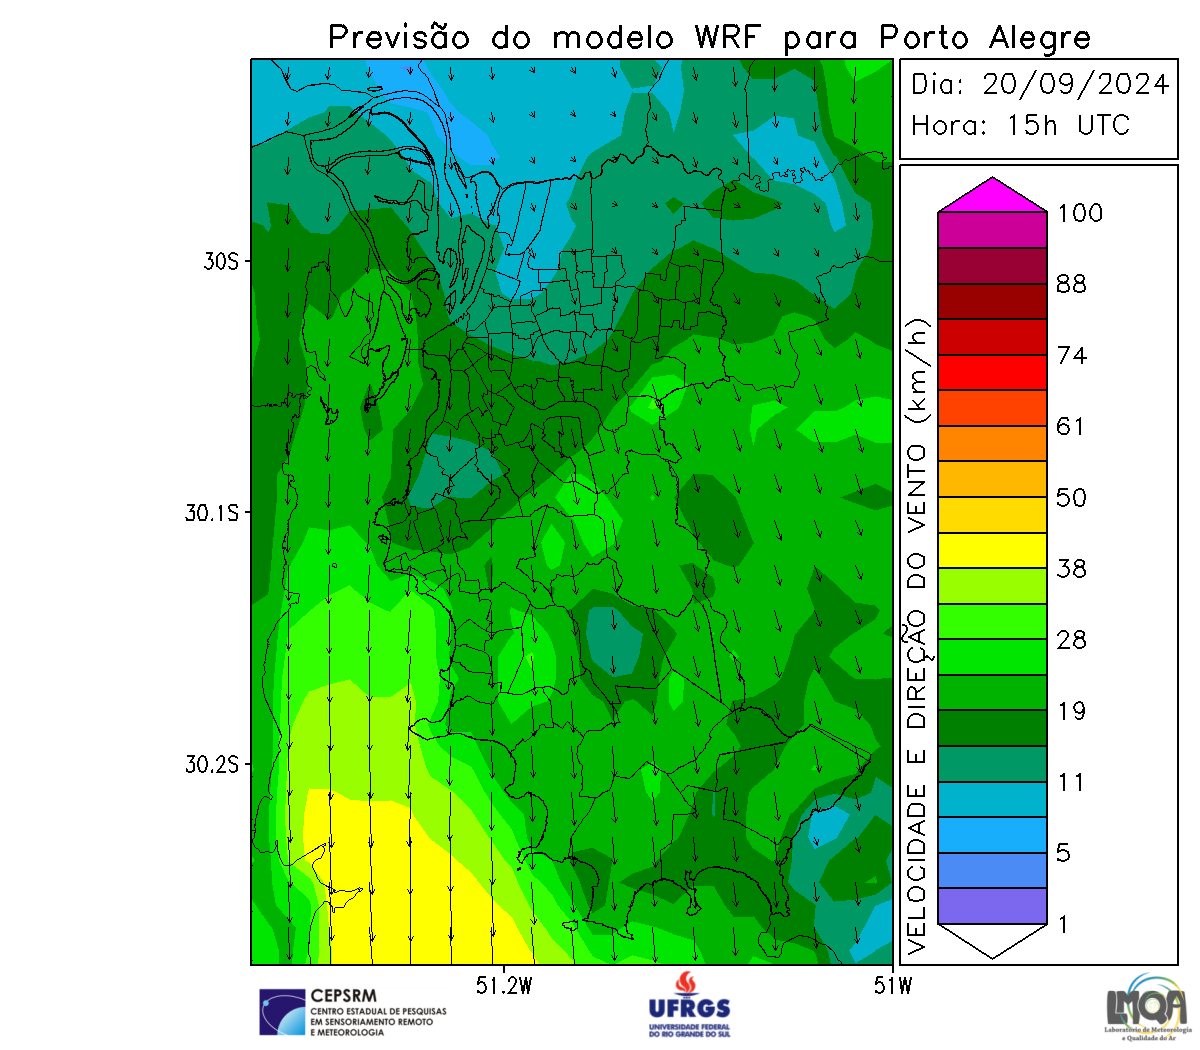 Previsão do modelo WRF para Porto Alegre
Dia: 20/09/2024
Hora: 15h UTC
100
88
74
61
50
38
28
19
11
5
1
VELOCIDADE E DIREÇÃO DO VENTO (km/h)
30S
30.1S
30.2S
51.2W
51W
CEPSRM
CENTRO ESTADUAL DE PESQUISAS
EM SENSORIAMENTO REMOTO
E METEOROLOGIA
UFRGS
UNIVERSIDADE FEDERAL
DO RIO GRANDE DO SUL
LMQA
Laboratório de Meteorologia
e Qualidade do Ar